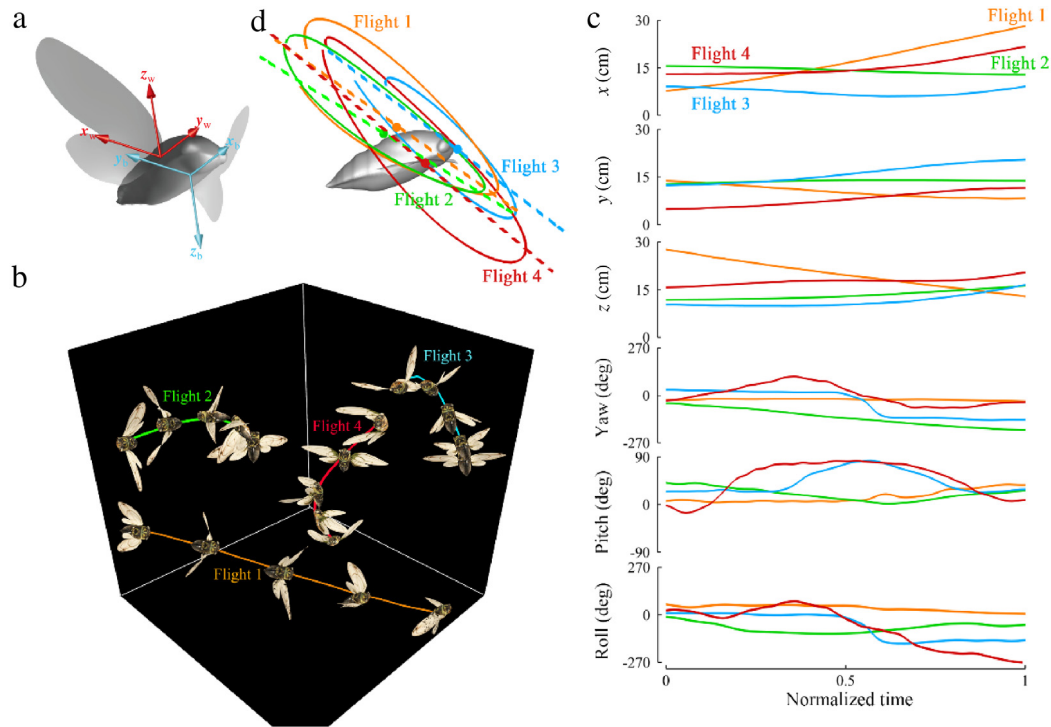 a
z_w
x_w
y_w
y_b
x_b
z_b
d
Flight 1
Flight 3
Flight 2
Flight 4
b
Flight 3
Flight 2
Flight 4
Flight 1
c
30
Flight 1
Flight 4
x (cm)
15
Flight 2
Flight 3
0
30
y (cm)
15
0
30
z (cm)
15
0
270
Yaw (deg)
0
-270
90
Pitch (deg)
0
-90
270
Roll (deg)
0
-270
0
0.5
1
Normalized time